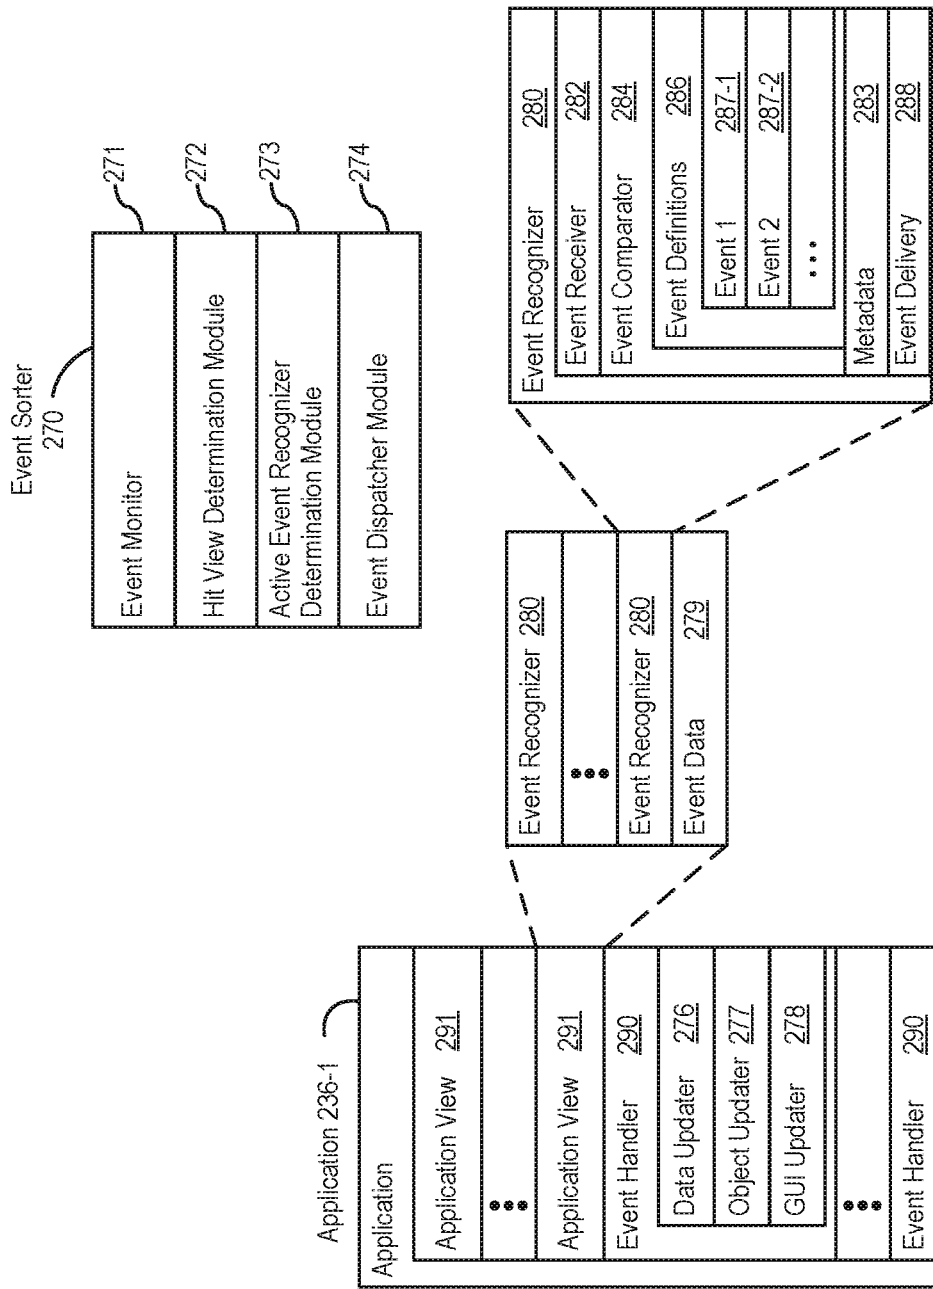 Event Sorter
270
Event Monitor
271
Hit View Determination Module
272
Active Event Recognizer
Determination Module
273
Event Dispatcher Module
274
Application 236-1
Application
Application View 291
•••
Application View 291
Event Handler 290
Data Updater 276
Object Updater 277
GUI Updater 278
•••
Event Handler 290
Event Recognizer 280
•••
Event Recognizer 280
Event Data 279
Event Recognizer 280
Event Receiver 282
Event Comparator 284
Event Definitions 286
Event 1 287-1
Event 2 287-2
•••
Metadata 283
Event Delivery 288